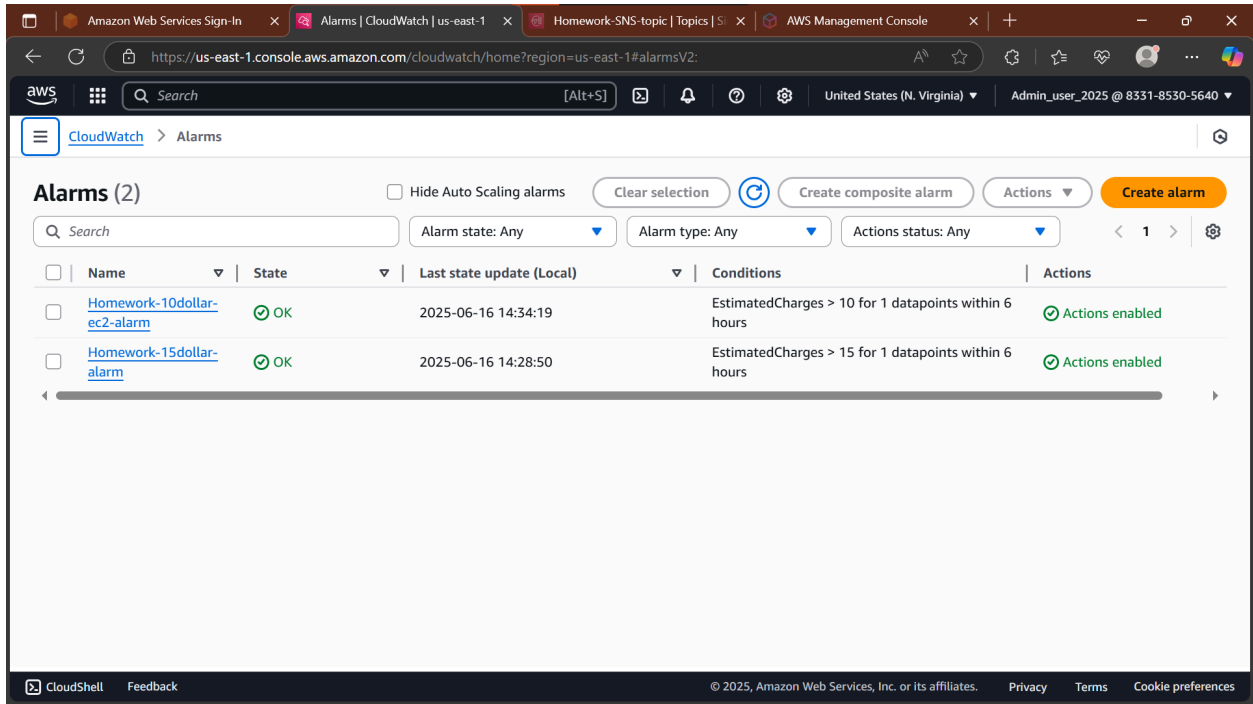 Amazon Web Services Sign-In
Alarms | CloudWatch | us-east-1
Homework-SNS-topic | Topics | Si
AWS Management Console
https://us-east-1.console.aws.amazon.com/cloudwatch/home?region=us-east-1#alarmsV2:
aws
Search
[Alt+S]
United States (N. Virginia)
Admin_user_2025 @ 8331-8530-5640
CloudWatch > Alarms
Alarms (2)
Hide Auto Scaling alarms
Clear selection
Create composite alarm
Actions
Create alarm
Search
Alarm state: Any
Alarm type: Any
Actions status: Any
1
Name
State
Last state update (Local)
Conditions
Actions
Homework-10dollar-
ec2-alarm
OK
2025-06-16 14:34:19
EstimatedCharges > 10 for 1 datapoints within 6
hours
Actions enabled
Homework-15dollar-
alarm
OK
2025-06-16 14:28:50
EstimatedCharges > 15 for 1 datapoints within 6
hours
Actions enabled
CloudShell
Feedback
© 2025, Amazon Web Services, Inc. or its affiliates.
Privacy
Terms
Cookie preferences